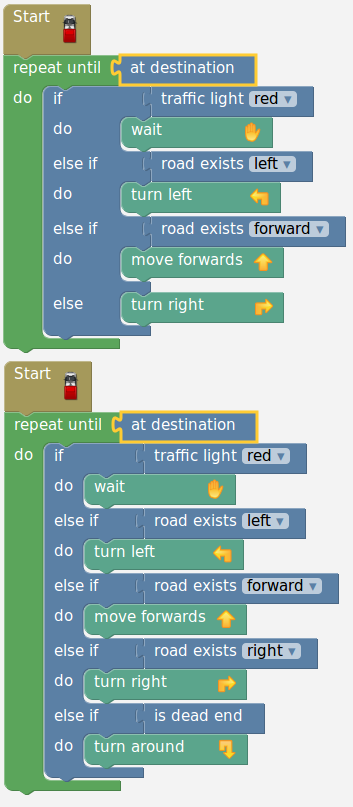 Start
repeat until at destination
do if traffic light red ▾
do wait
else if road exists left ▾
do turn left
else if road exists forward ▾
do move forwards
else turn right
Start
repeat until at destination
do if traffic light red ▾
do wait
else if road exists left ▾
do turn left
else if road exists forward ▾
do move forwards
else if road exists right ▾
do turn right
else if is dead end
do turn around